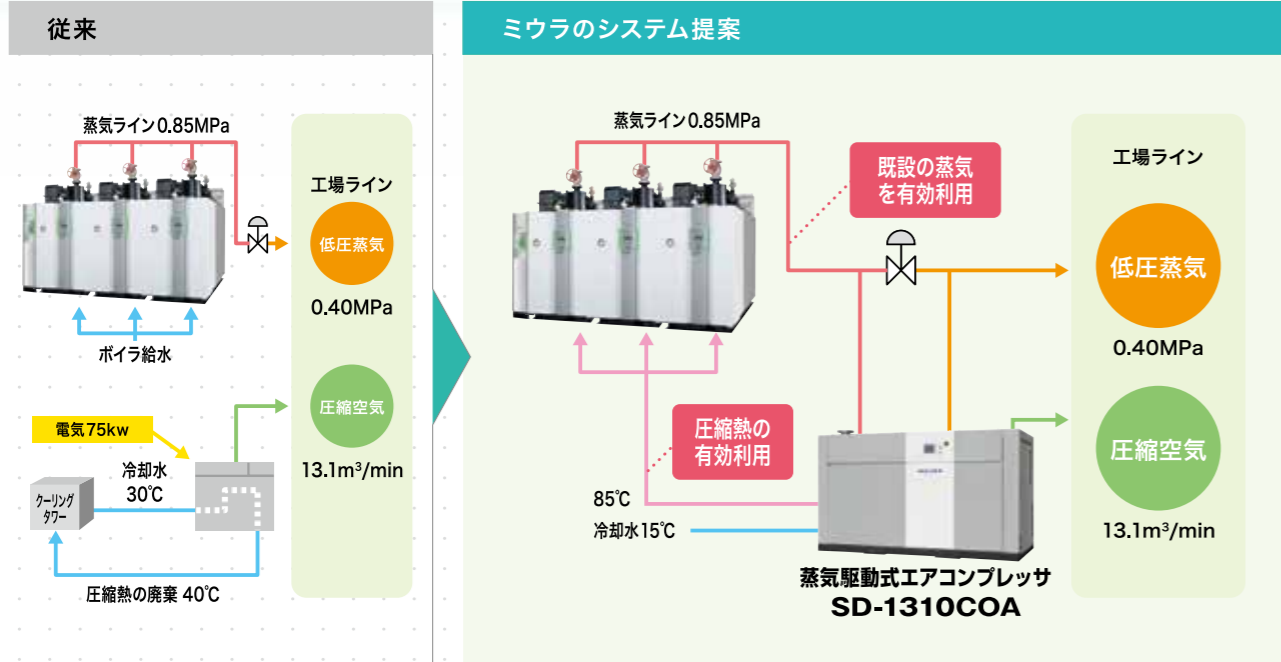 従来
蒸気ライン0.85MPa
工場ライン
低圧蒸気
0.40MPa
ボイラ給水
圧縮空気
電気75kw
13.1m³/min
冷却水
30℃
クーリング
タワー
圧縮熱の廃棄 40℃
ミウラのシステム提案
蒸気ライン0.85MPa
既設の蒸気
を有効利用
工場ライン
低圧蒸気
0.40MPa
圧縮熱の
有効利用
圧縮空気
85℃
冷却水15℃
13.1m³/min
蒸気駆動式エアコンプレッサ
SD-1310COA